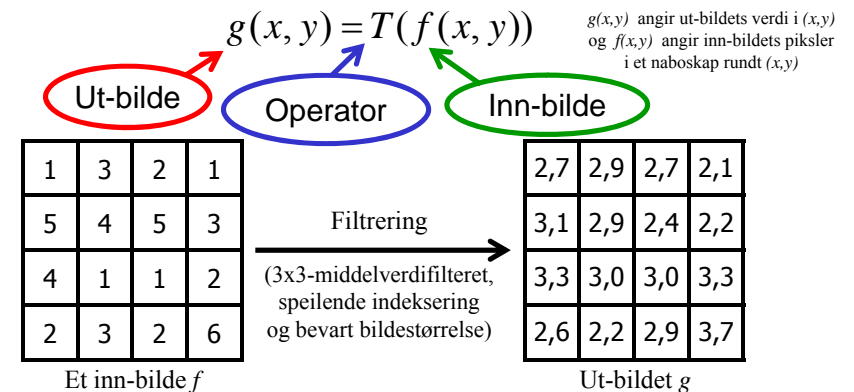 g(x, y) = T(f(x, y))
g(x,y) angir ut-bildets verdi i (x,y)
og f(x,y) angir inn-bildets piksler
i et naboskap rundt (x,y)
Ut-bilde
Operator
Inn-bilde
1 3 2 1
5 4 5 3
4 1 1 2
2 3 2 6
Et inn-bilde f
Filtrering
(3x3-middelverdifilteret,
speilende indeksering
og bevart bildestørrelse)
2,7 2,9 2,7 2,1
3,1 2,9 2,4 2,2
3,3 3,0 3,0 3,3
2,6 2,2 2,9 3,7
Ut-bildet g